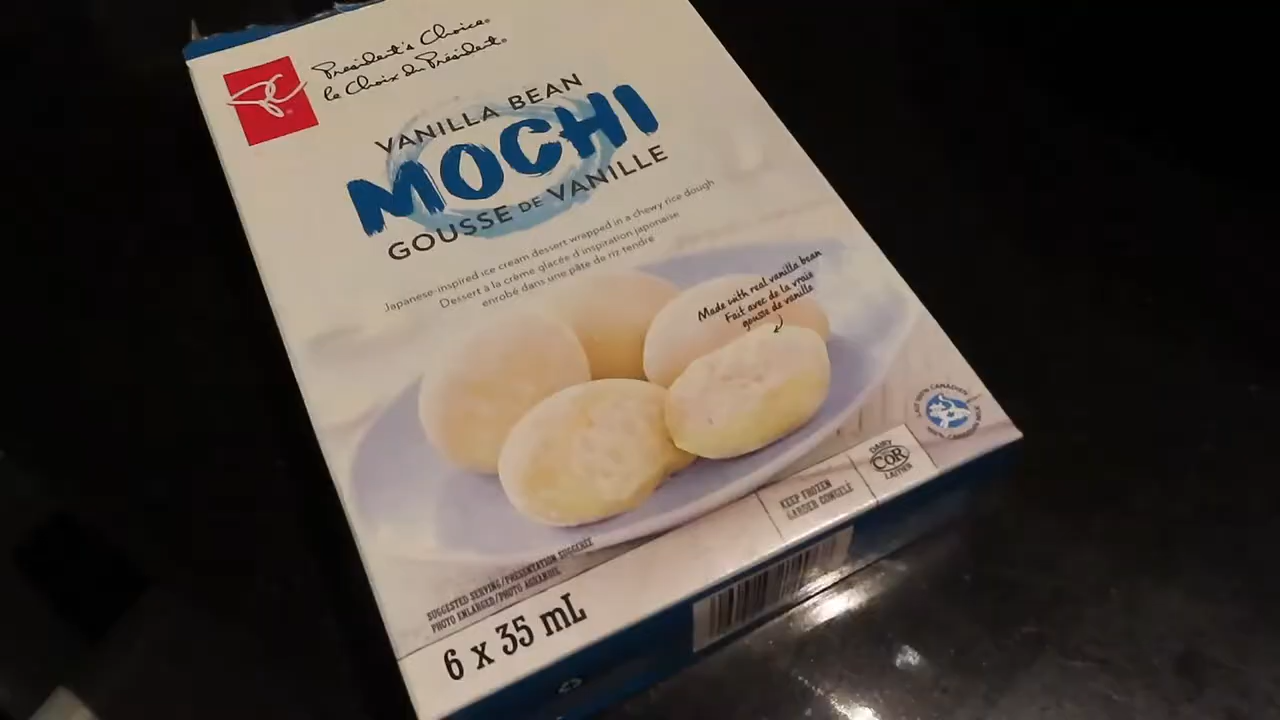 President's Choice®
le Choix du Président®
VANILLA BEAN
MOCHI
GOUSSE DE VANILLE
Japanese-inspired ice cream dessert wrapped in a chewy rice dough
Dessert à la crème glacée d'inspiration japonaise
enrobé dans une pâte de riz tendre
Made with real vanilla bean
Fait avec de la vraie
gousse de vanille
DAIRY
COR
LAITIER
KEEP FROZEN
GARDER CONGELÉ
SUGGESTED SERVING/PRÉSENTATION SUGGÉRÉE
PHOTO ENLARGED/PHOTO AGRANDIE
6 x 35 mL